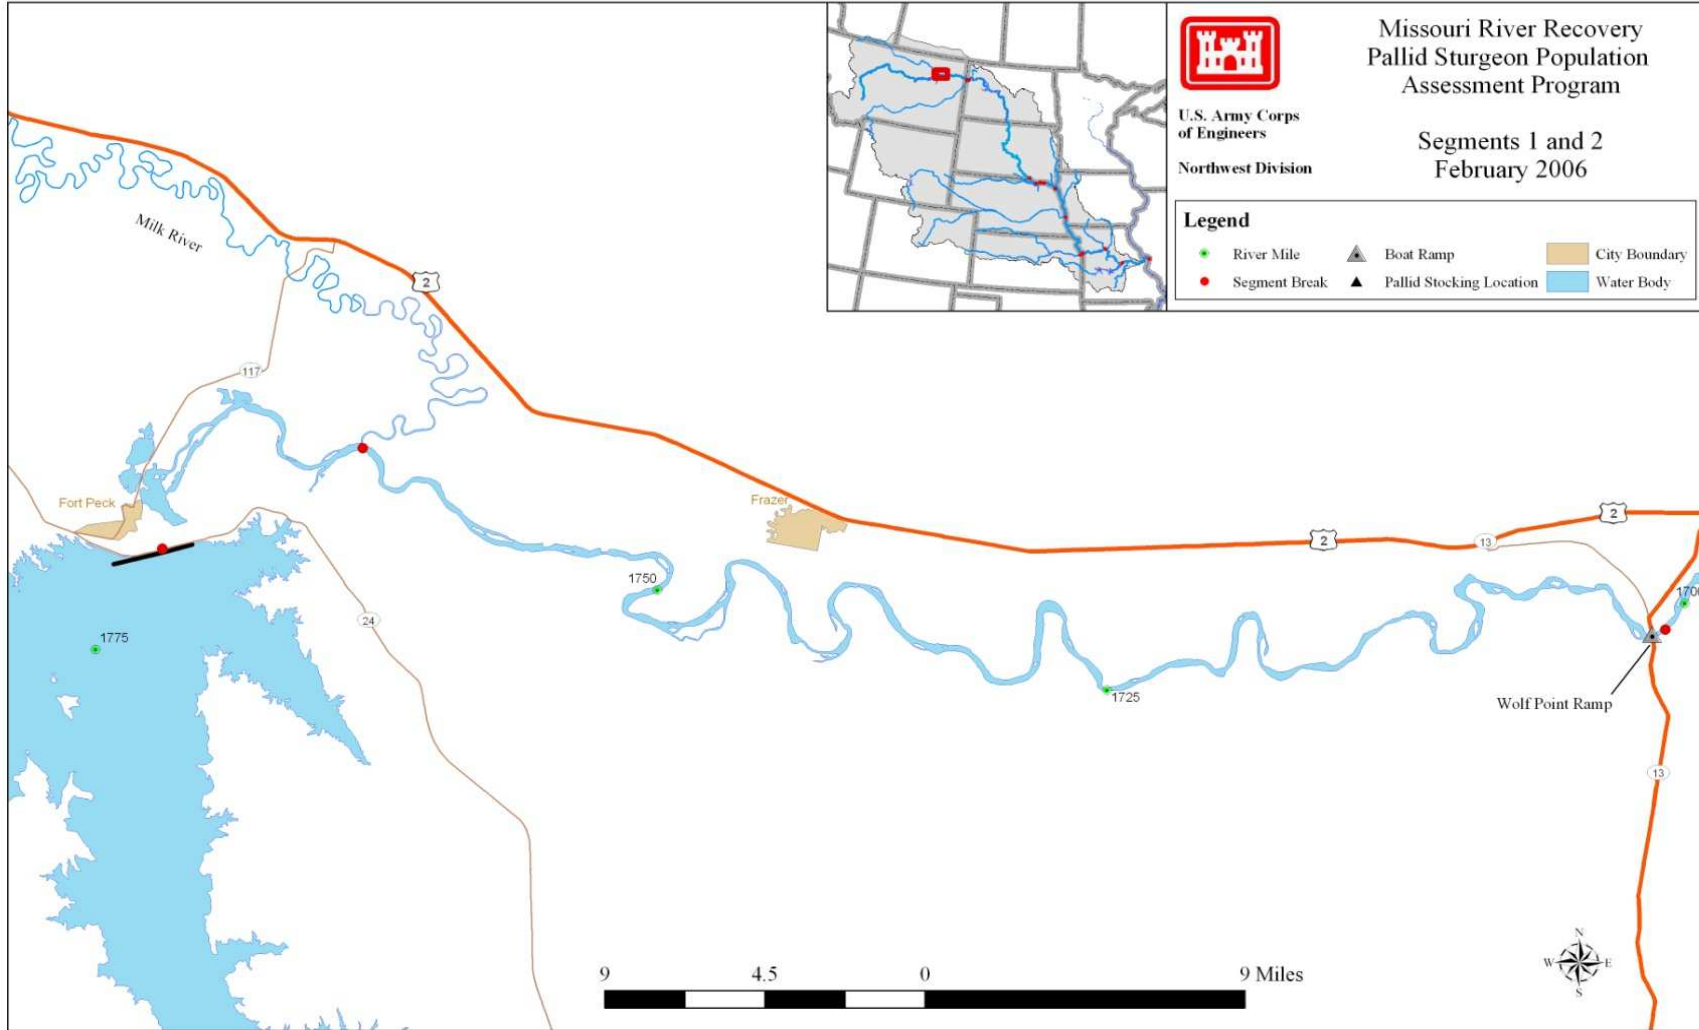 Missouri River Recovery
Pallid Sturgeon Population
Assessment Program
Segments 1 and 2
February 2006
U.S. Army Corps
of Engineers
Northwest Division
Legend
River Mile
Boat Ramp
City Boundary
Segment Break
Pallid Stocking Location
Water Body
Milk River
2
117
Fort Peck
Frazer
2
13
2
1750
1700
24
1775
1725
Wolf Point Ramp
13
N
W
E
S
9
4.5
0
9 Miles